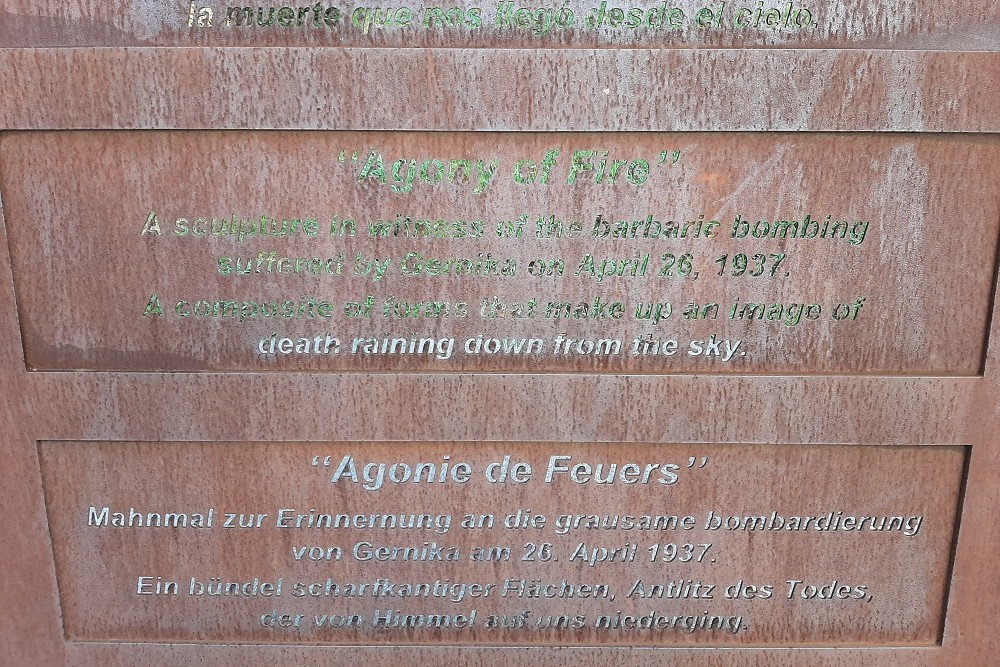 la muerte que nos llegó desde el cielo.
“Agony of Fire”
A sculpture in witness of the barbaric bombing
suffered by Gernika on April 26, 1937.
A composite of forms that make up an image of
death raining down from the sky.
“Agonie de Feuers”
Mahnmal zur Erinnernung an die grausame bombardierung
von Gernika am 26. April 1937.
Ein bündel scharfkantiger Flächen, Antlitz des Todes,
der von Himmel auf uns niederging.